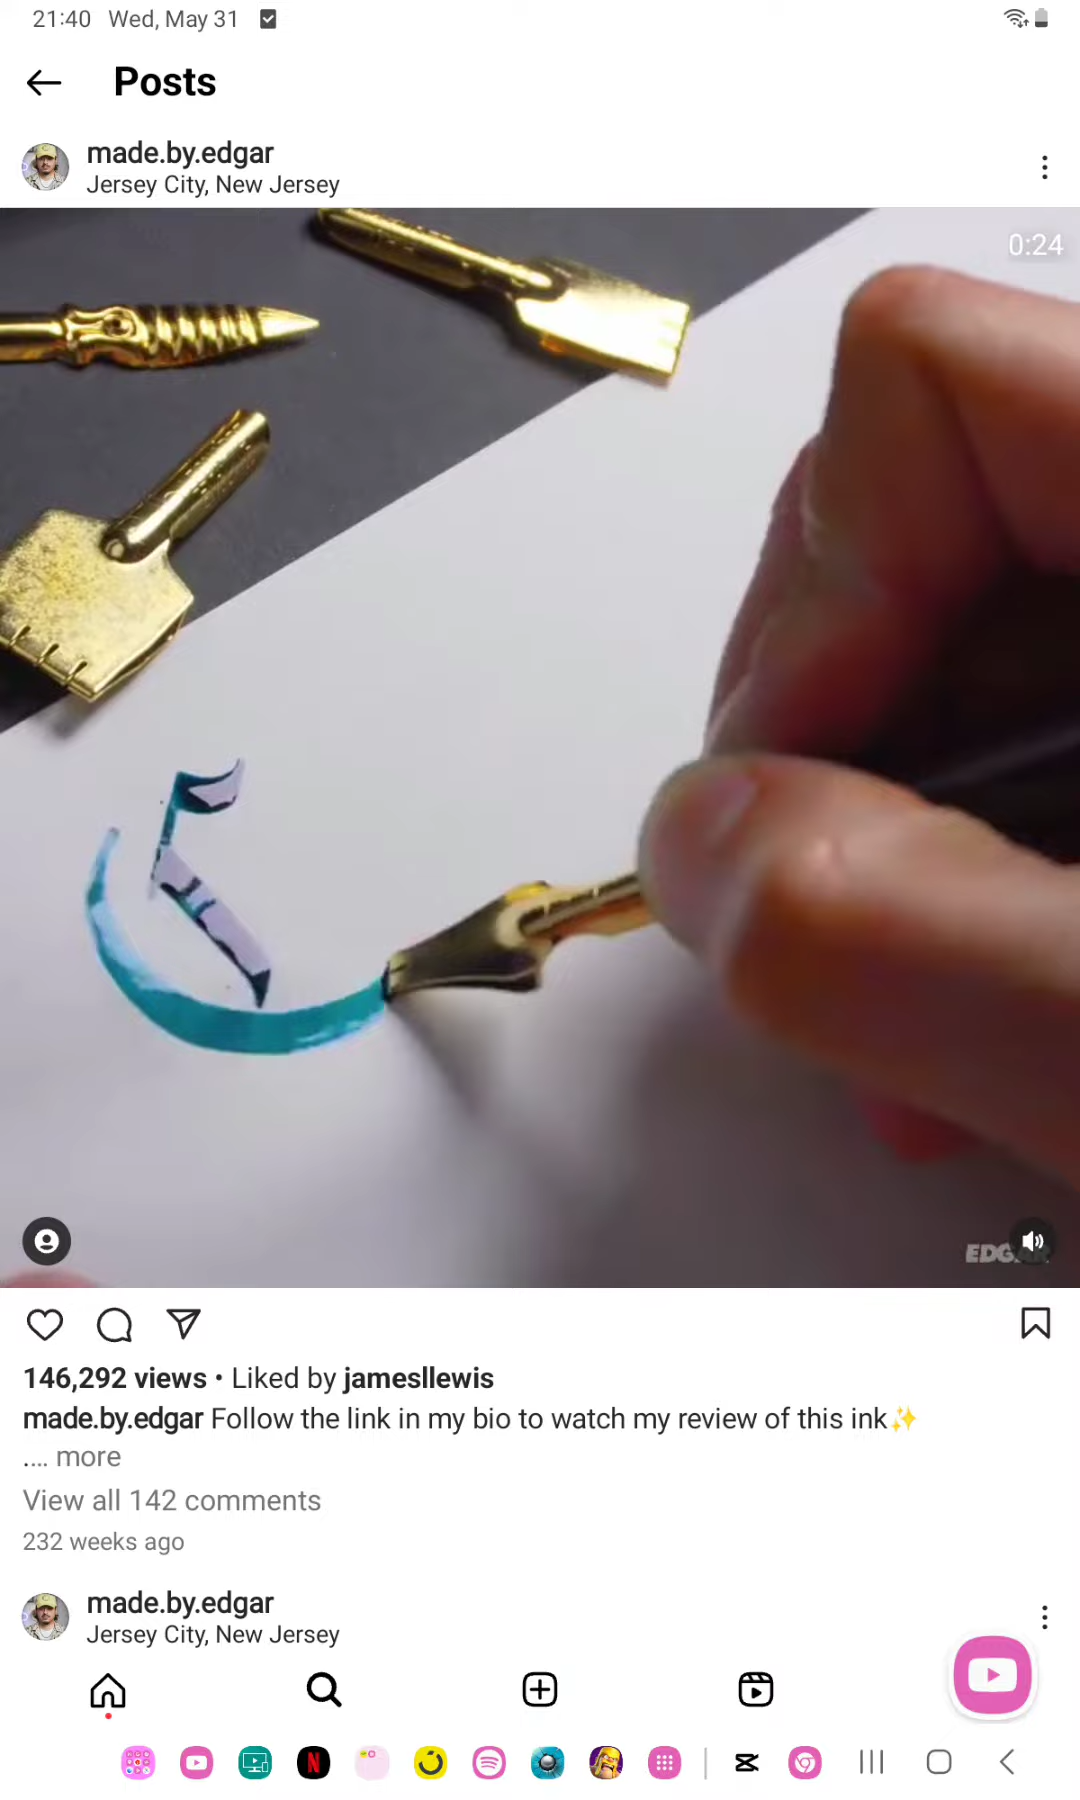 21:40 Wed, May 31
Posts
made.by.edgar
Jersey City, New Jersey
0:24
146,292 views • Liked by jamesllewis
made.by.edgar Follow the link in my bio to watch my review of this ink✨
.... more
View all 142 comments
232 weeks ago
made.by.edgar
Jersey City, New Jersey